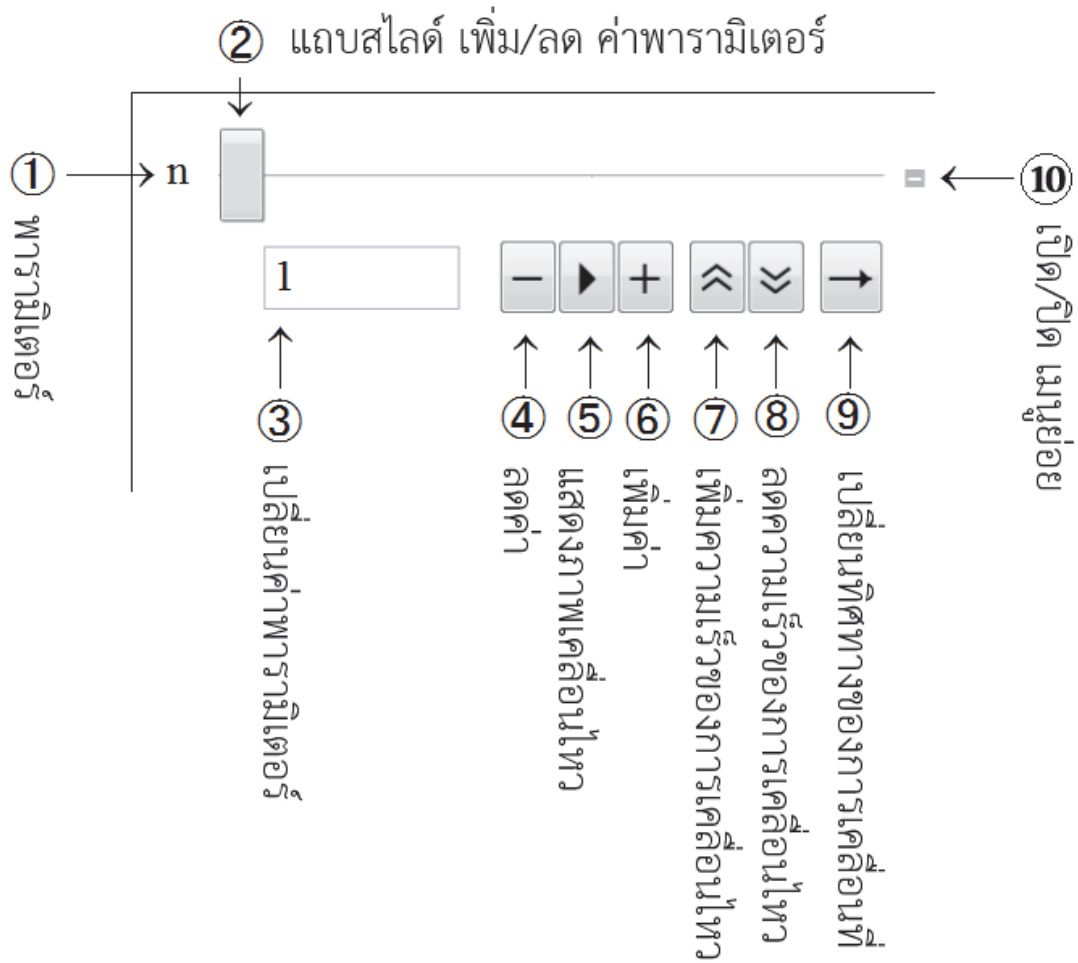 ② แถบสไลด์ เพิ่ม/ลด ค่าพารามิเตอร์
① พารามิเตอร์
n
⑩ เปิด/ปิด เมนูย่อย
1
③ เปลี่ยนค่าพารามิเตอร์
④ ลดค่า
⑤ แสดงภาพเคลื่อนไหว
⑥ เพิ่มค่า
⑦ เพิ่มความเร็วของการเคลื่อนไหว
⑧ ลดความเร็วของการเคลื่อนไหว
⑨ เปลี่ยนทิศทางของการเคลื่อนที่